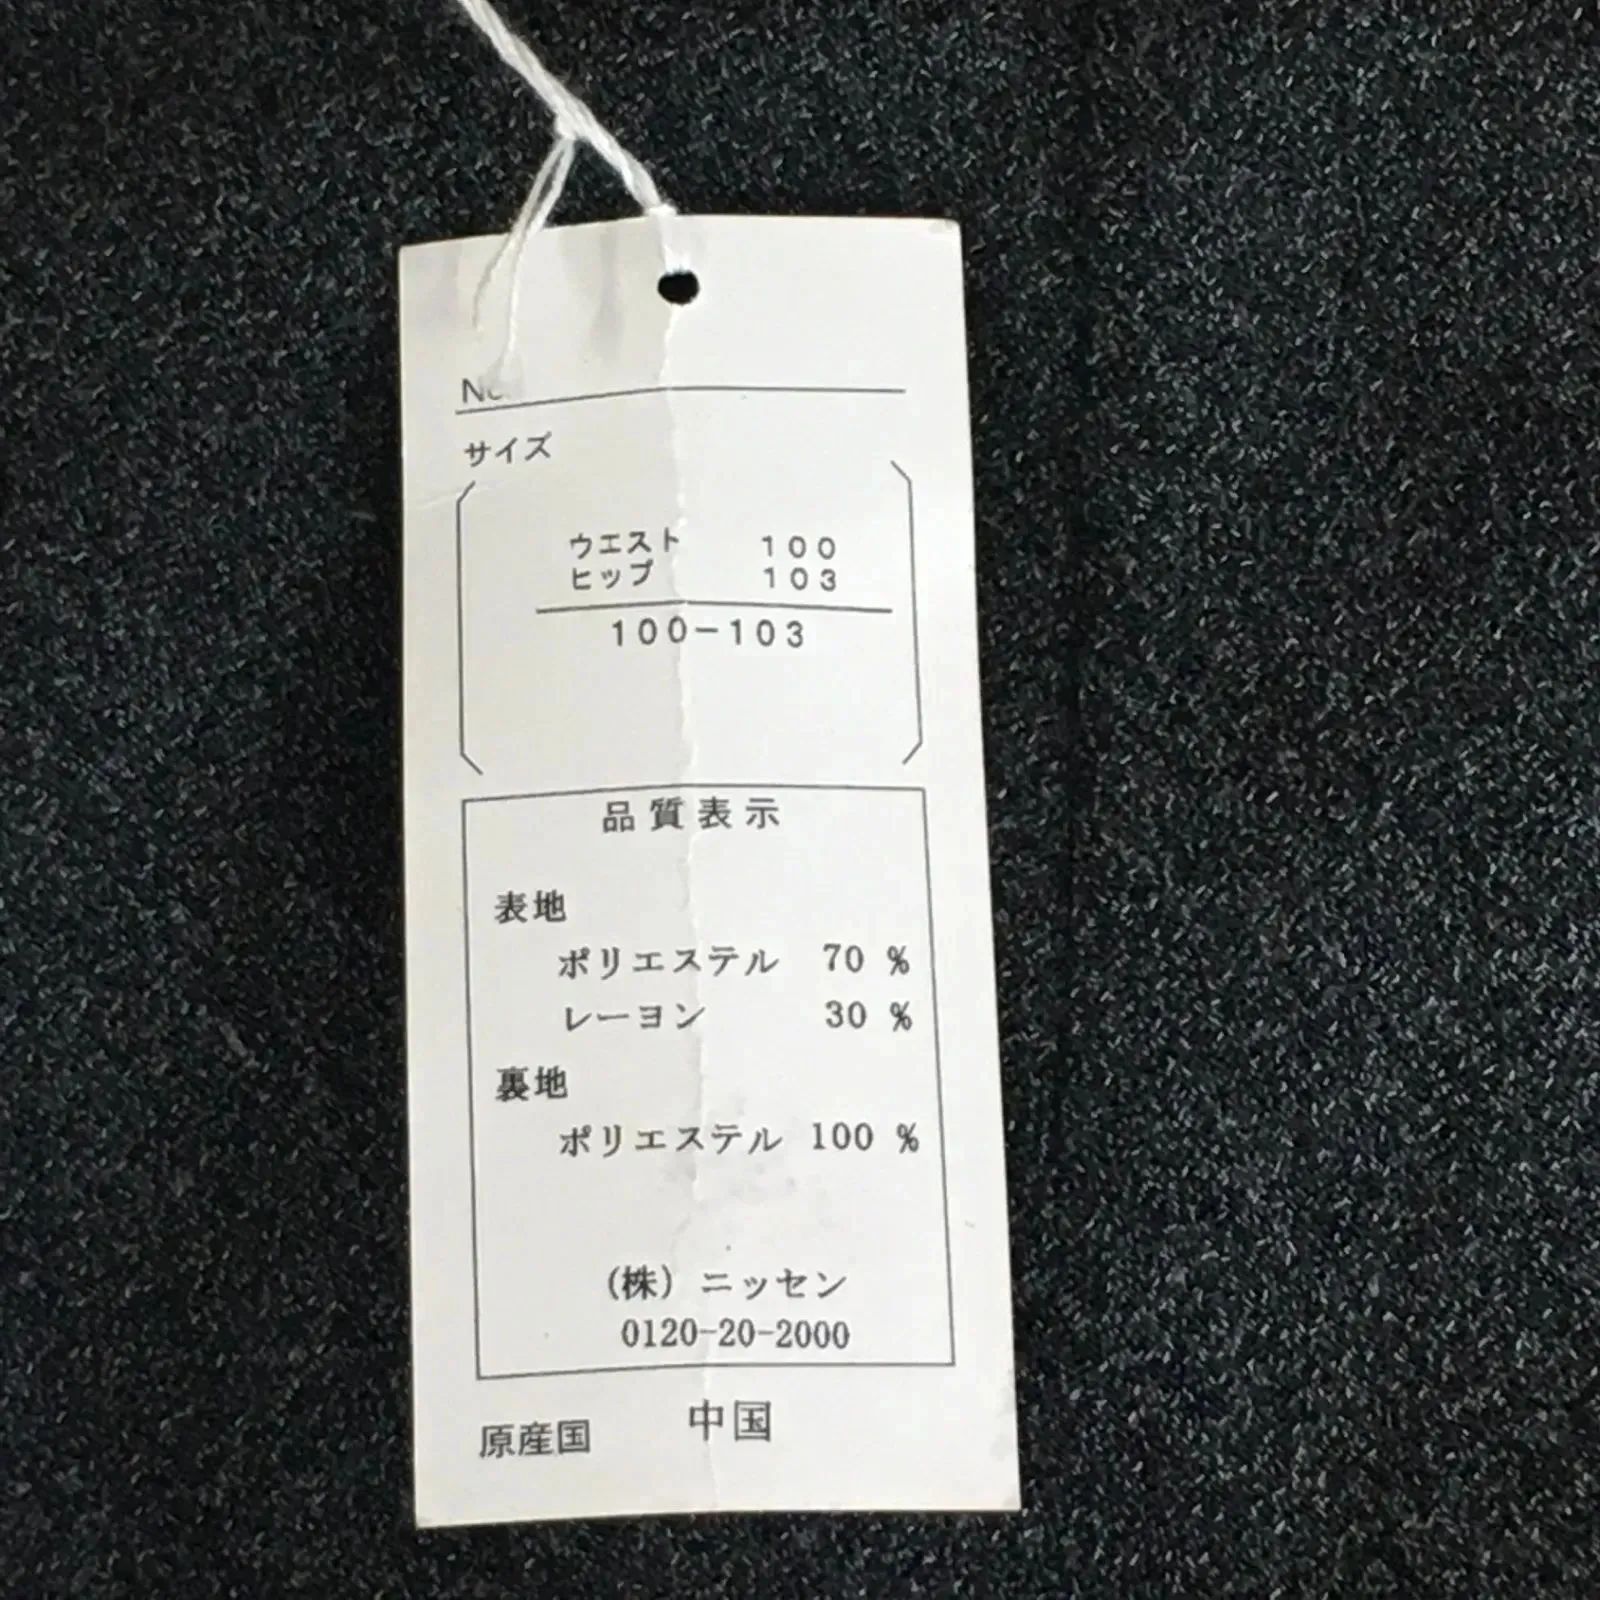 No.
サイズ
ウエスト 100
ヒップ 103
100-103
品質表示
表地
ポリエステル 70 %
レーヨン 30 %
裏地
ポリエステル 100 %
(株) ニッセン
0120-20-2000
原産国 中国